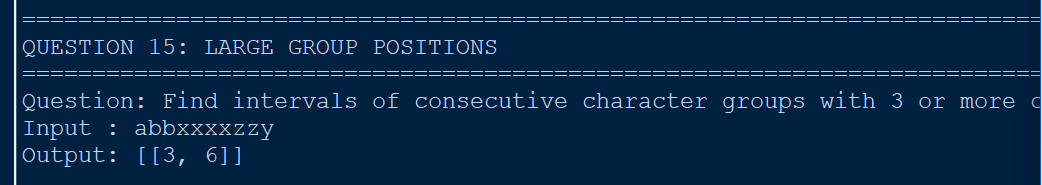 ==========================================================================
QUESTION 15: LARGE GROUP POSITIONS
==========================================================================
Question: Find intervals of consecutive character groups with 3 or more
Input : abbxxxxzzy
Output: [[3, 6]]